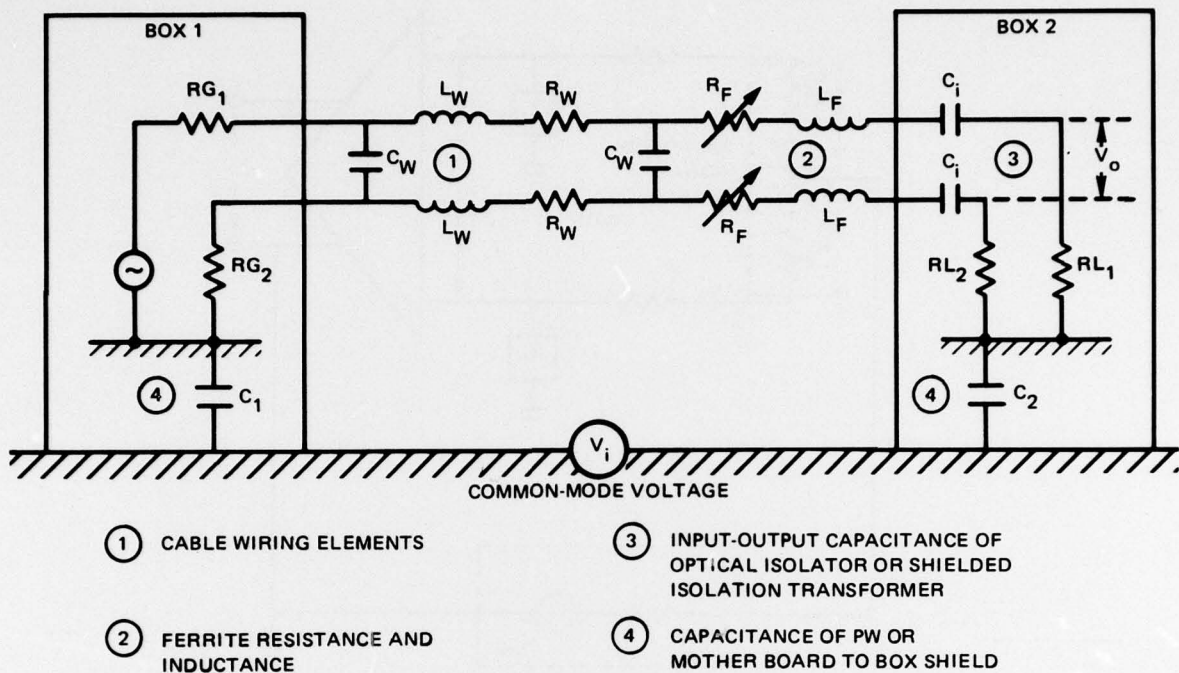 BOX 1
BOX 2
RG1
LW
RW
RF
LF
Ci
CW
1
CW
2
Ci
3
Vo
LW
RW
RF
LF
RG2
RL2
RL1
~
4
C1
4
C2
Vi
COMMON-MODE VOLTAGE
1 CABLE WIRING ELEMENTS
3 INPUT-OUTPUT CAPACITANCE OF
OPTICAL ISOLATOR OR SHIELDED
ISOLATION TRANSFORMER
2 FERRITE RESISTANCE AND
INDUCTANCE
4 CAPACITANCE OF PW OR
MOTHER BOARD TO BOX SHIELD